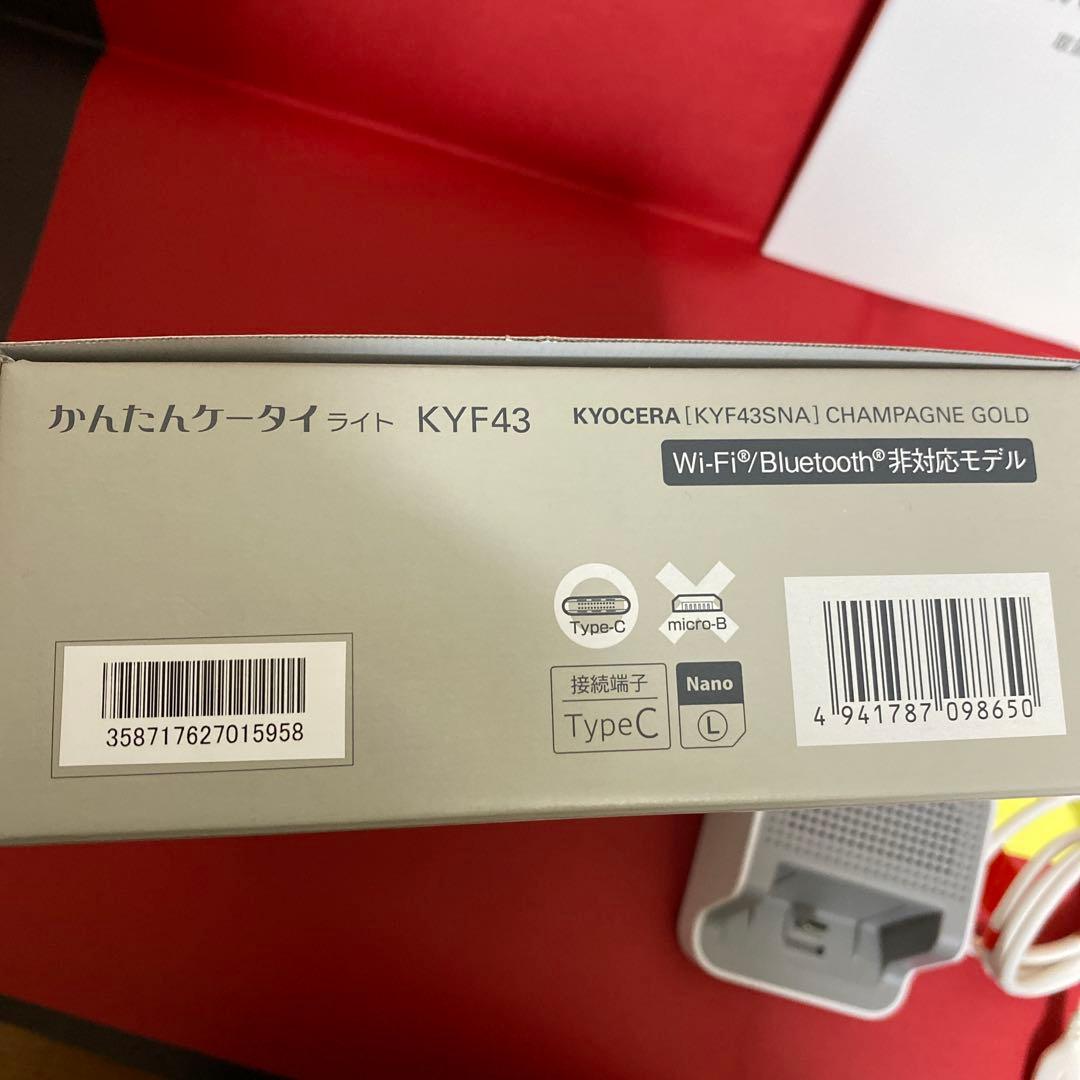 かんたんケータイ ライト KYF43
KYOCERA [KYF43SNA] CHAMPAGNE GOLD
Wi-Fi®/Bluetooth® 非対応モデル
Type-C
micro-B
接続端子
TypeC
Nano
L
358717627015958
4 941787 098650